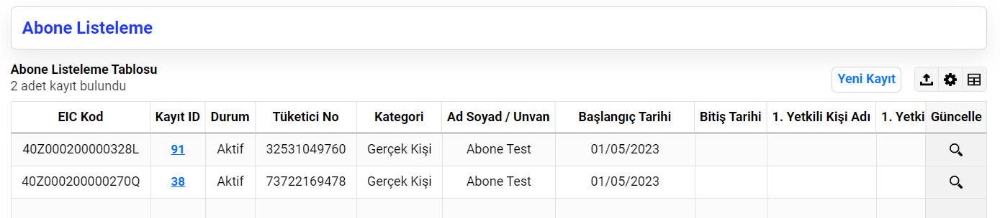 Abone Listeleme
Abone Listeleme Tablosu
2 adet kayıt bulundu
Yeni Kayıt
EIC Kod Kayıt ID Durum Tüketici No Kategori Ad Soyad / Unvan Başlangıç Tarihi Bitiş Tarihi 1. Yetkili Kişi Adı 1. Yetki Güncelle
40Z000200000328L 91 Aktif 32531049760 Gerçek Kişi Abone Test 01/05/2023
40Z000200000270Q 38 Aktif 73722169478 Gerçek Kişi Abone Test 01/05/2023